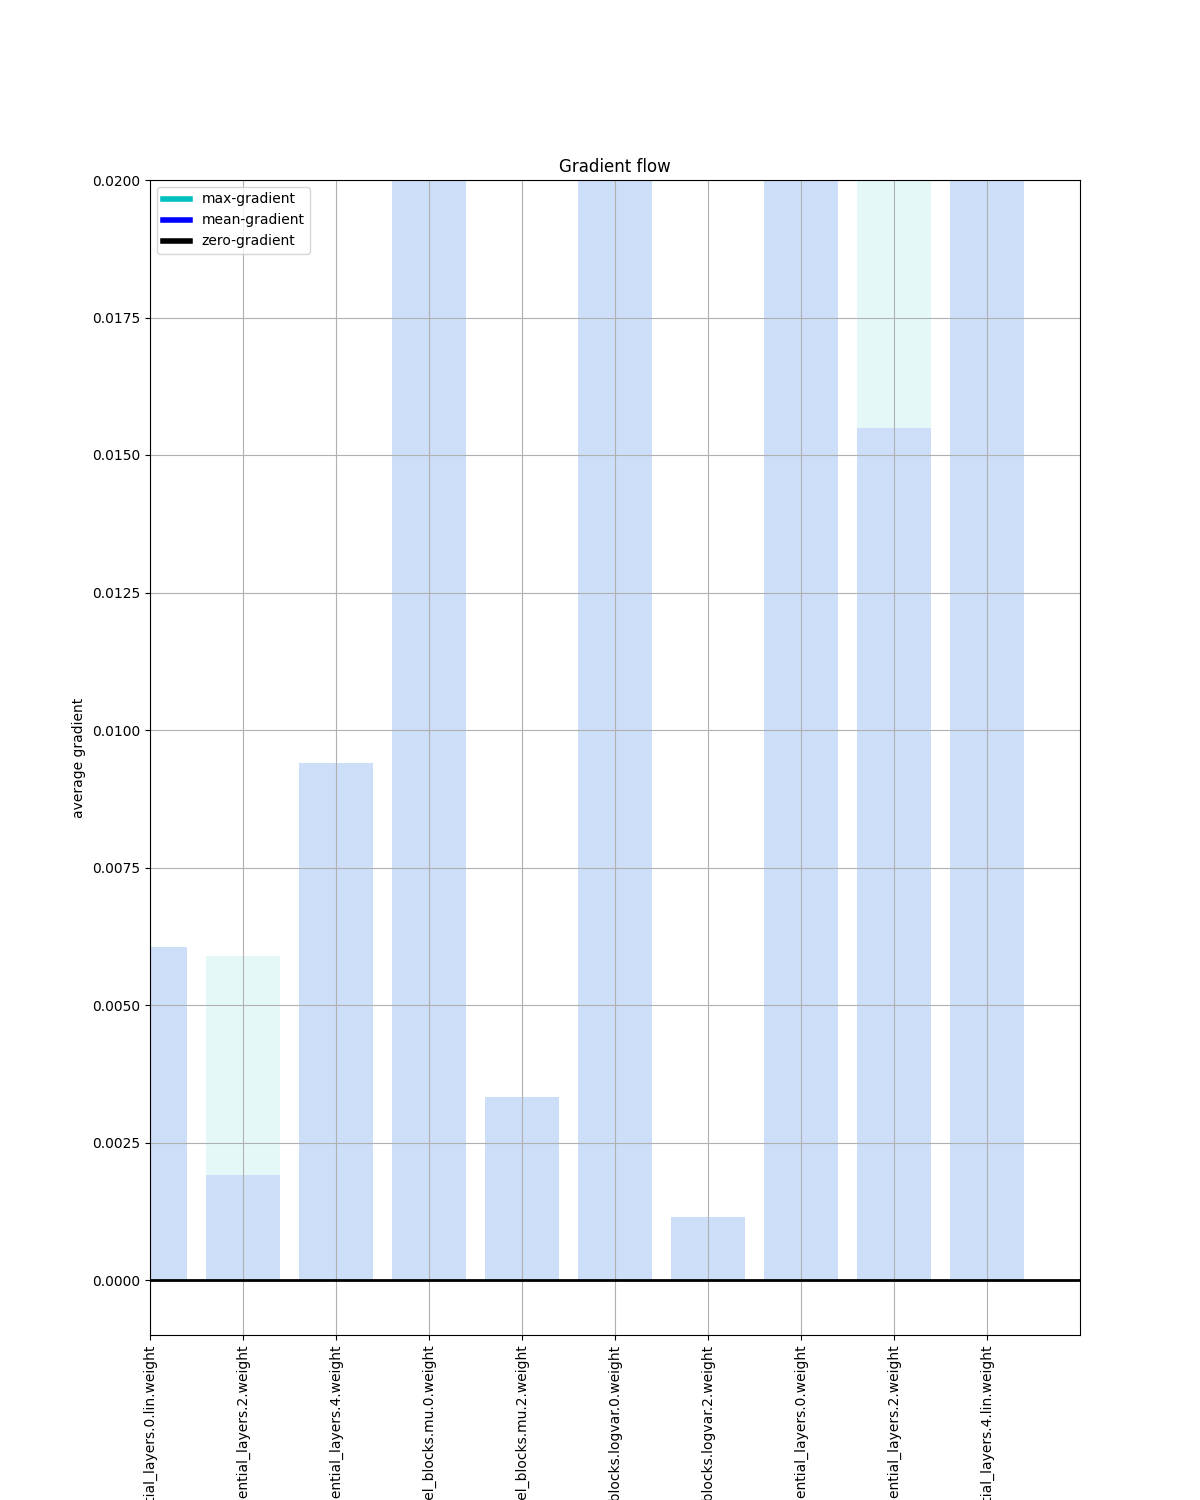 Gradient flow
max-gradient
mean-gradient
zero-gradient
0.0200
0.0175
0.0150
0.0125
0.0100
0.0075
0.0050
0.0025
0.0000
average gradient
tial_layers.0.lin.weight
ential_layers.2.weight
ential_layers.4.weight
el_blocks.mu.0.weight
el_blocks.mu.2.weight
blocks.logvar.0.weight
blocks.logvar.2.weight
ential_layers.0.weight
ential_layers.2.weight
tial_layers.4.lin.weight